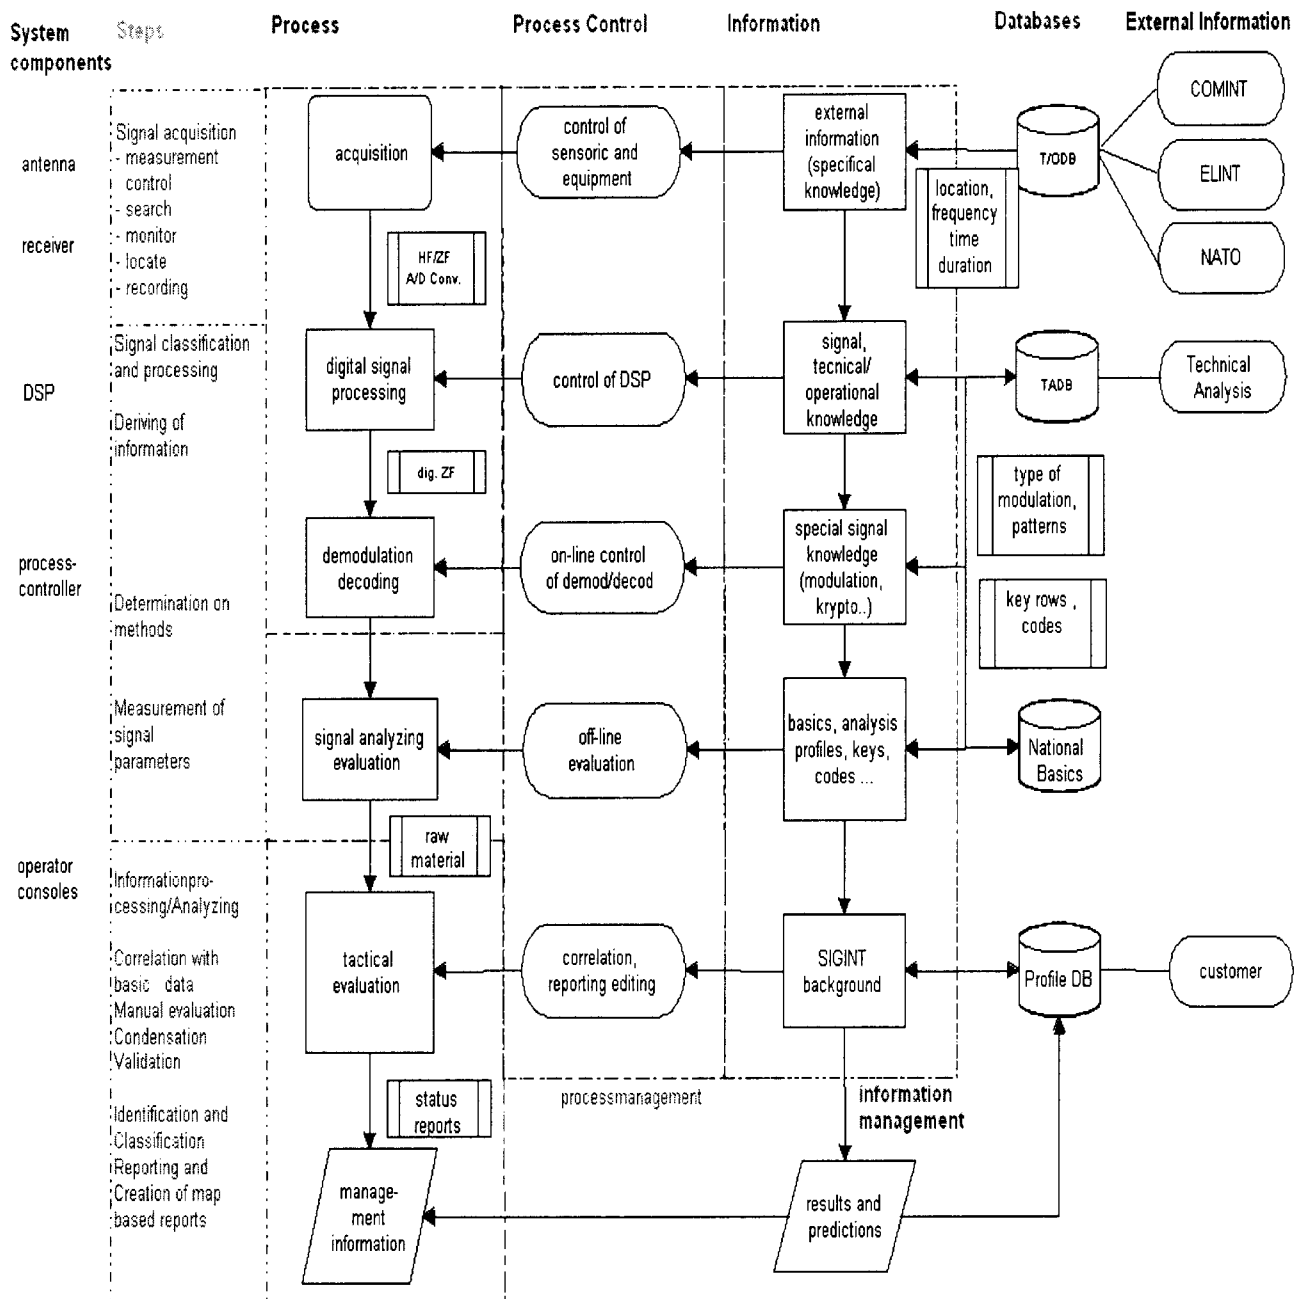 System
components
Steps
Process
Process Control
Information
Databases
External Information
antenna
receiver
DSP
process-
controller
operator
consoles
Signal acquisition
- measurement
control
- search
- monitor
- locate
- recording
Signal classification
and processing
Deriving of
information
Determination on
methods
Measurement of
signal
parameters
Informationpro-
cessing/Analyzing
Correlation with
basic data
Manual evaluation
Condensation
Validation
Identification and
Classification
Reporting and
Creation of map
based reports
acquisition
HF/ZF
A/D Conv.
digital signal
processing
dig. ZF
demodulation
decoding
signal analyzing
evaluation
raw
material
tactical
evaluation
status
reports
manage-
ment
information
control of
sensoric and
equipment
control of DSP
on-line control
of demod/decod
off-line
evaluation
correlation,
reporting editing
processmanagement
external
information
(specifical
knowledge)
signal,
tecnical/
operational
knowledge
special signal
knowledge
(modulation,
krypto..)
basics, analysis
profiles, keys,
codes ...
SIGINT
background
information
management
results and
predictions
location,
frequency
time
duration
T/ODB
TADB
type of
modulation,
patterns
key rows ,
codes
National
Basics
Profile DB
COMINT
ELINT
NATO
Technical
Analysis
customer